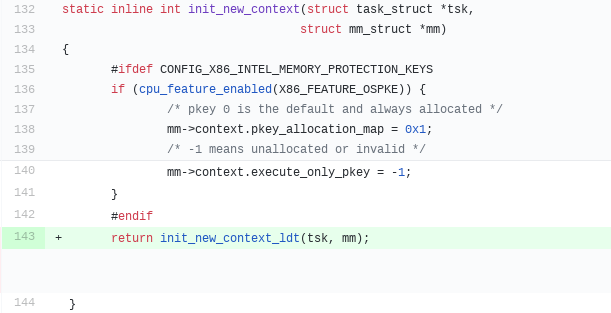 132 static inline int init_new_context(struct task_struct *tsk,
133 struct mm_struct *mm)
134 {
135 #ifdef CONFIG_X86_INTEL_MEMORY_PROTECTION_KEYS
136 if (cpu_feature_enabled(X86_FEATURE_OSPKE)) {
137 /* pkey 0 is the default and always allocated */
138 mm->context.pkey_allocation_map = 0x1;
139 /* -1 means unallocated or invalid */
140 mm->context.execute_only_pkey = -1;
141 }
142 #endif
143 + return init_new_context_ldt(tsk, mm);
144 }